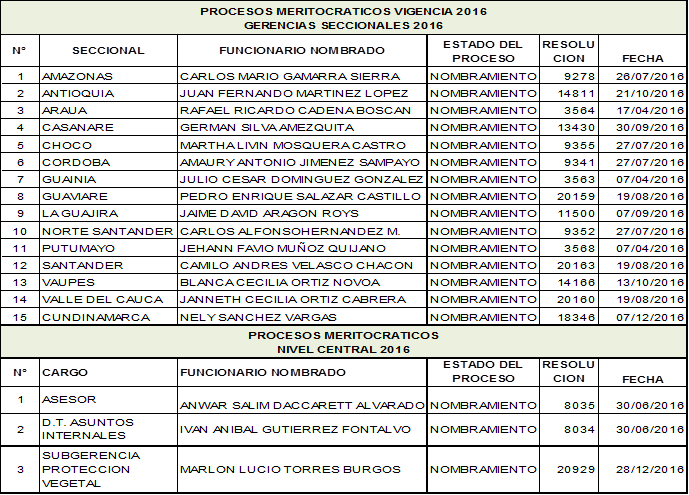 PROCESOS MERITOCRATICOS VIGENCIA 2016
GERENCIAS SECCIONALES 2016
N° SECCIONAL FUNCIONARIO NOMBRADO ESTADO DEL PROCESO RESOLU CION FECHA
1 AMAZONAS CARLOS MARIO GAMARRA SIERRA NOMBRAMIENTO 9278 26/07/2016
2 ANTIOQUIA JUAN FERNANDO MARTINEZ LOPEZ NOMBRAMIENTO 14811 21/10/2016
3 ARAUA RAFAEL RICARDO CADENA BOSCAN NOMBRAMIENTO 3564 17/04/2016
4 CASANARE GERMAN SILVA AMEZQUITA NOMBRAMIENTO 13430 30/09/2016
5 CHOCO MARTHA LIVIN MOSQUERA CASTRO NOMBRAMIENTO 9355 27/07/2016
6 CORDOBA AMAURY ANTONIO JIMENEZ SAMPAYO NOMBRAMIENTO 9341 27/07/2016
7 GUAINIA JULIO CESAR DOMINGUEZ GONZALEZ NOMBRAMIENTO 3563 07/04/2016
8 GUAVIARE PEDRO ENRIQUE SALAZAR CASTILLO NOMBRAMIENTO 20159 19/08/2016
9 LA GUAJIRA JAIME DAVID ARAGON ROYS NOMBRAMIENTO 11500 07/09/2016
10 NORTE SANTANDER CARLOS ALFONSOHERNANDEZ M. NOMBRAMIENTO 9352 27/07/2016
11 PUTUMAYO JEHANN FAVIO MUÑOZ QUIJANO NOMBRAMIENTO 3568 07/04/2016
12 SANTANDER CAMILO ANDRES VELASCO CHACON NOMBRAMIENTO 20163 19/08/2016
13 VAUPES BLANCA CECILIA ORTIZ NOVOA NOMBRAMIENTO 14166 13/10/2016
14 VALLE DEL CAUCA JANNETH CECILIA ORTIZ CABRERA NOMBRAMIENTO 20160 19/08/2016
15 CUNDINAMARCA NELY SANCHEZ VARGAS NOMBRAMIENTO 18346 07/12/2016
PROCESOS MERITOCRATICOS
NIVEL CENTRAL 2016
N° CARGO FUNCIONARIO NOMBRADO ESTADO DEL PROCESO RESOLU CION FECHA
1 ASESOR ANWAR SALIM DACCARETT ALVARADO NOMBRAMIENTO 8035 30/06/2016
2 D.T. ASUNTOS INTERNALES IVAN ANIBAL GUTIERREZ FONTALVO NOMBRAMIENTO 8034 30/06/2016
3 SUBGERENCIA PROTECCION VEGETAL MARLON LUCIO TORRES BURGOS NOMBRAMIENTO 20929 28/12/2016